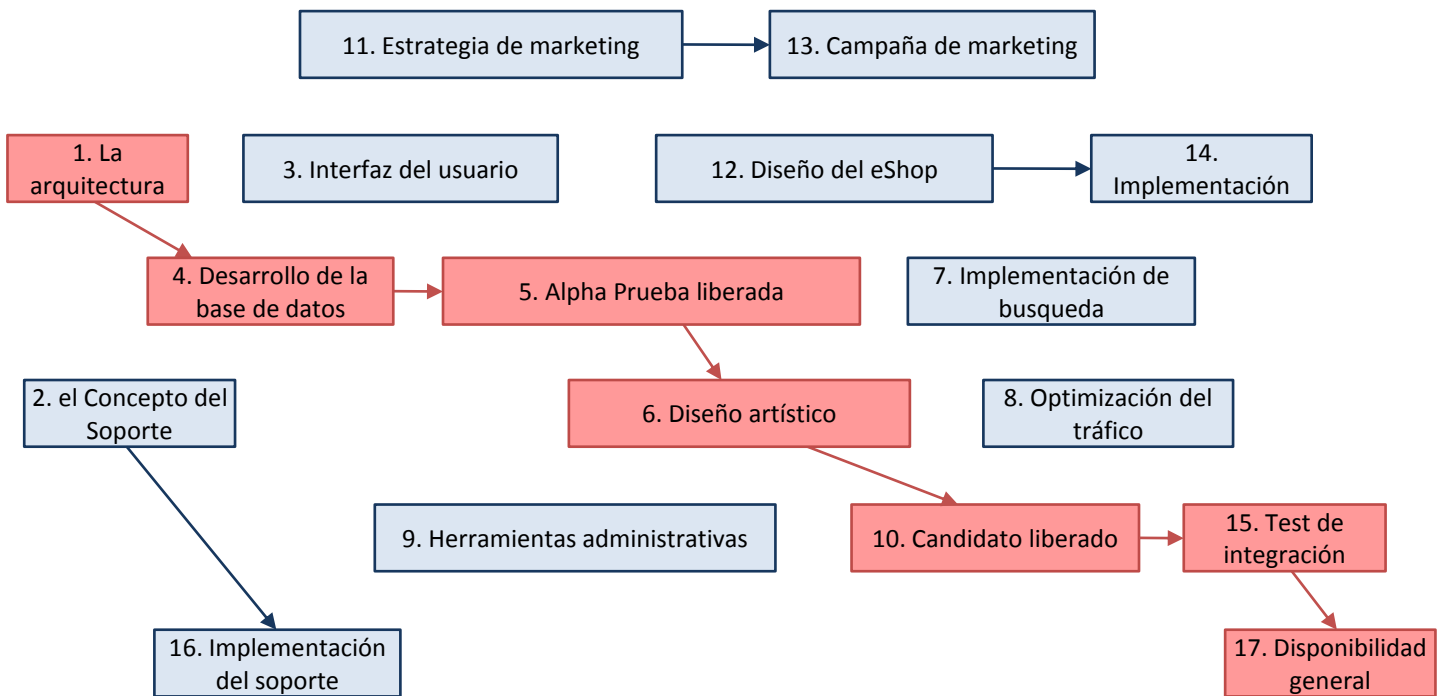 11. Estrategia de marketing
13. Campaña de marketing
1. La
arquitectura
3. Interfaz del usuario
12. Diseño del eShop
14.
Implementación
4. Desarrollo de la
base de datos
5. Alpha Prueba liberada
7. Implementación de
busqueda
2. el Concepto del
Soporte
6. Diseño artístico
8. Optimización del
tráfico
9. Herramientas administrativas
10. Candidato liberado
15. Test de
integración
16. Implementación
del soporte
17. Disponibilidad
general